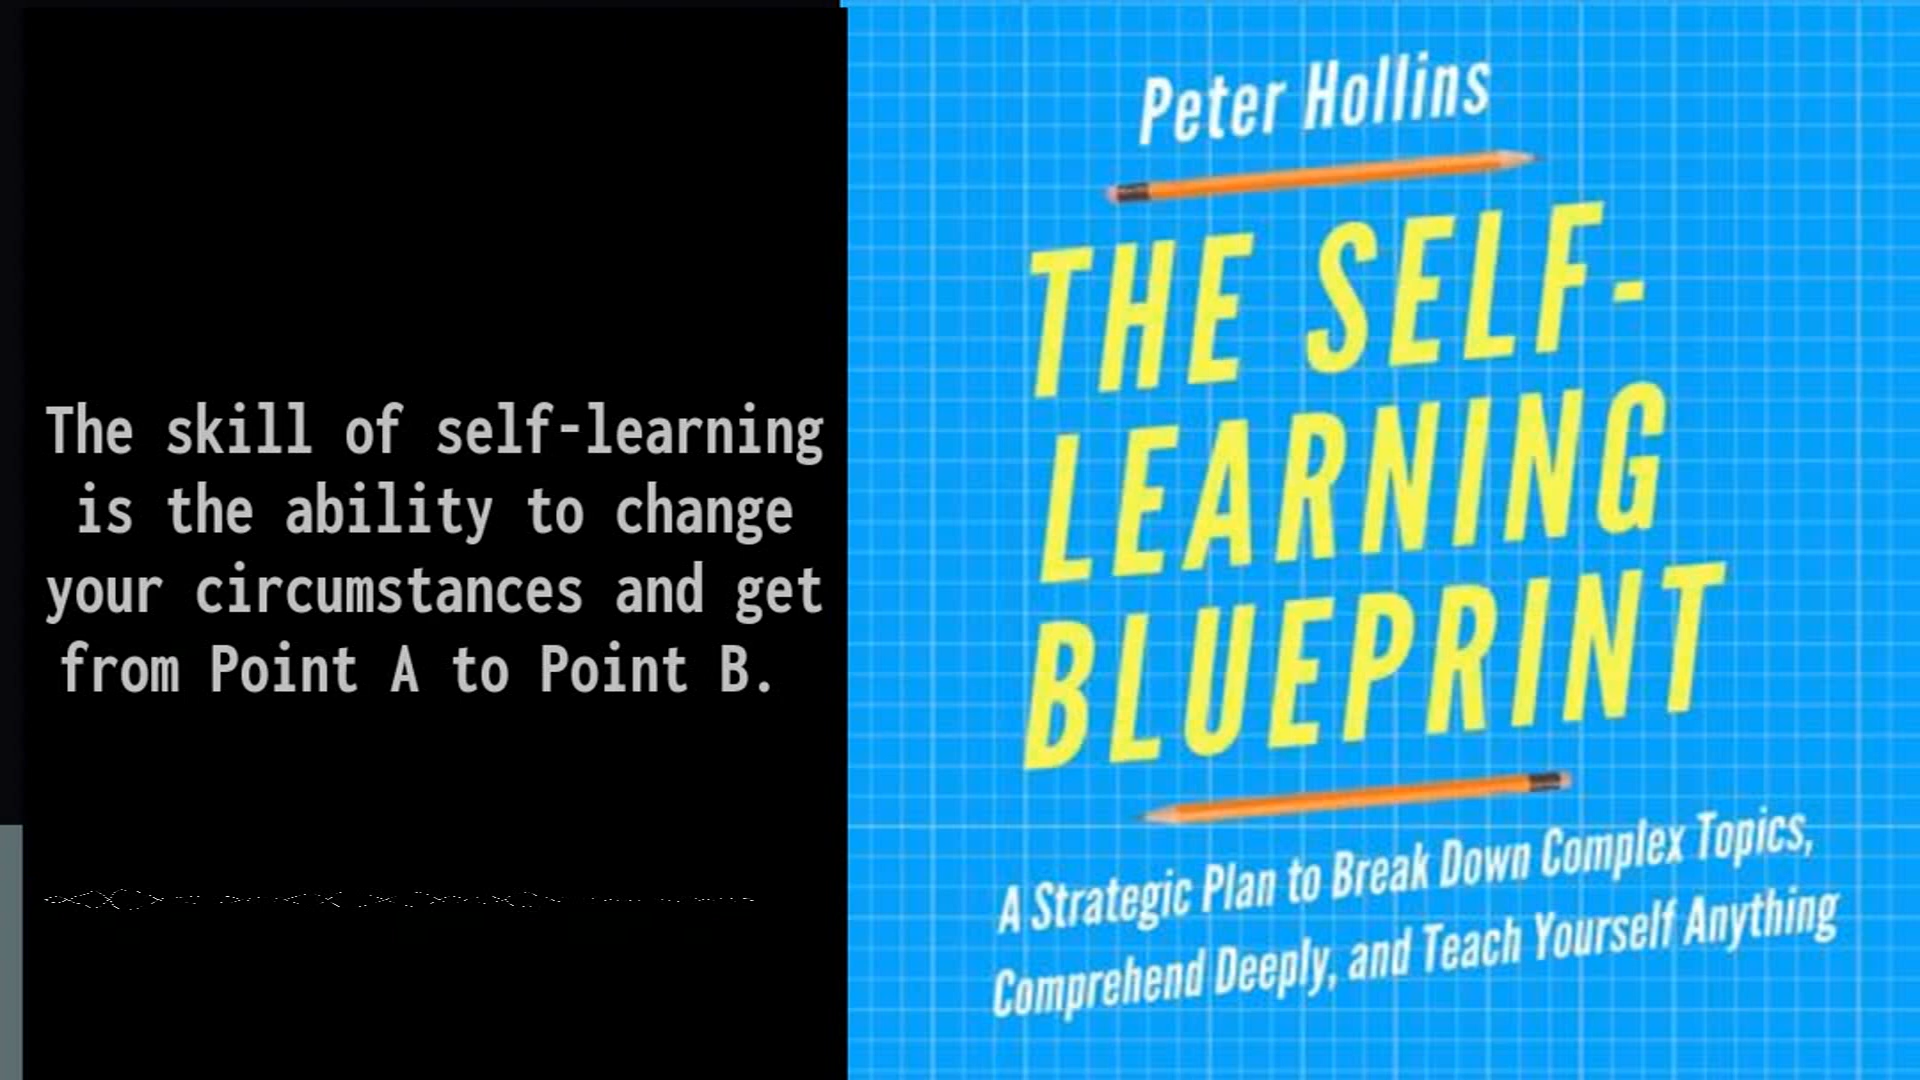 The skill of self-learning
is the ability to change
your circumstances and get
from Point A to Point B.
Peter Hollins
THE SELF-
LEARNING
BLUEPRINT
A Strategic Plan to Break Down Complex Topics,
Comprehend Deeply, and Teach Yourself Anything